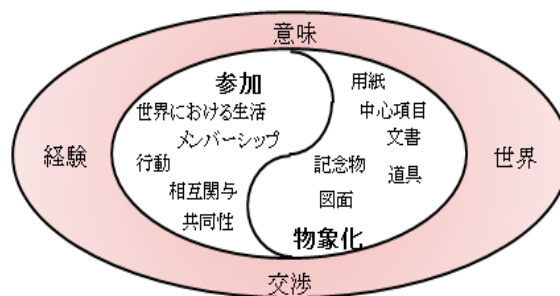 意味
参加
世界における生活
メンバーシップ
行動
相互関与
共同性
用紙
中心項目
文書
記念物
道具
図面
物象化
経験
世界
交渉